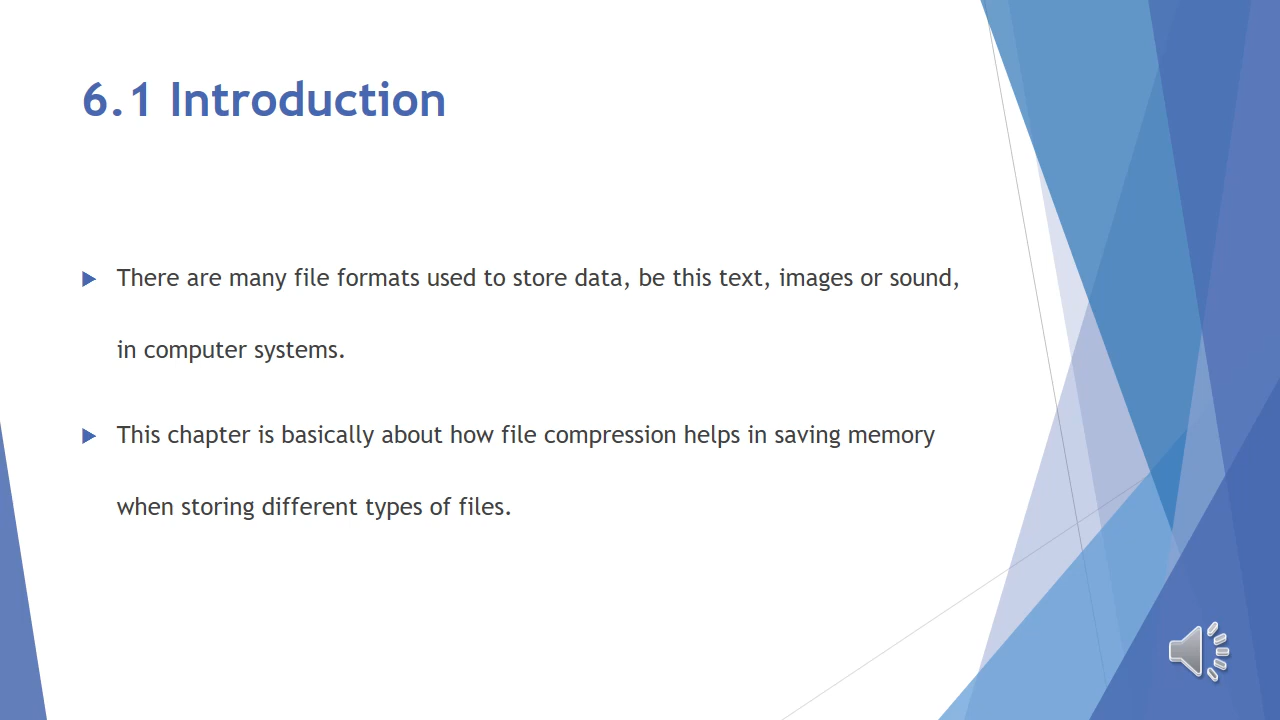 6.1 Introduction
There are many file formats used to store data, be this text, images or sound,
in computer systems.
This chapter is basically about how file compression helps in saving memory
when storing different types of files.